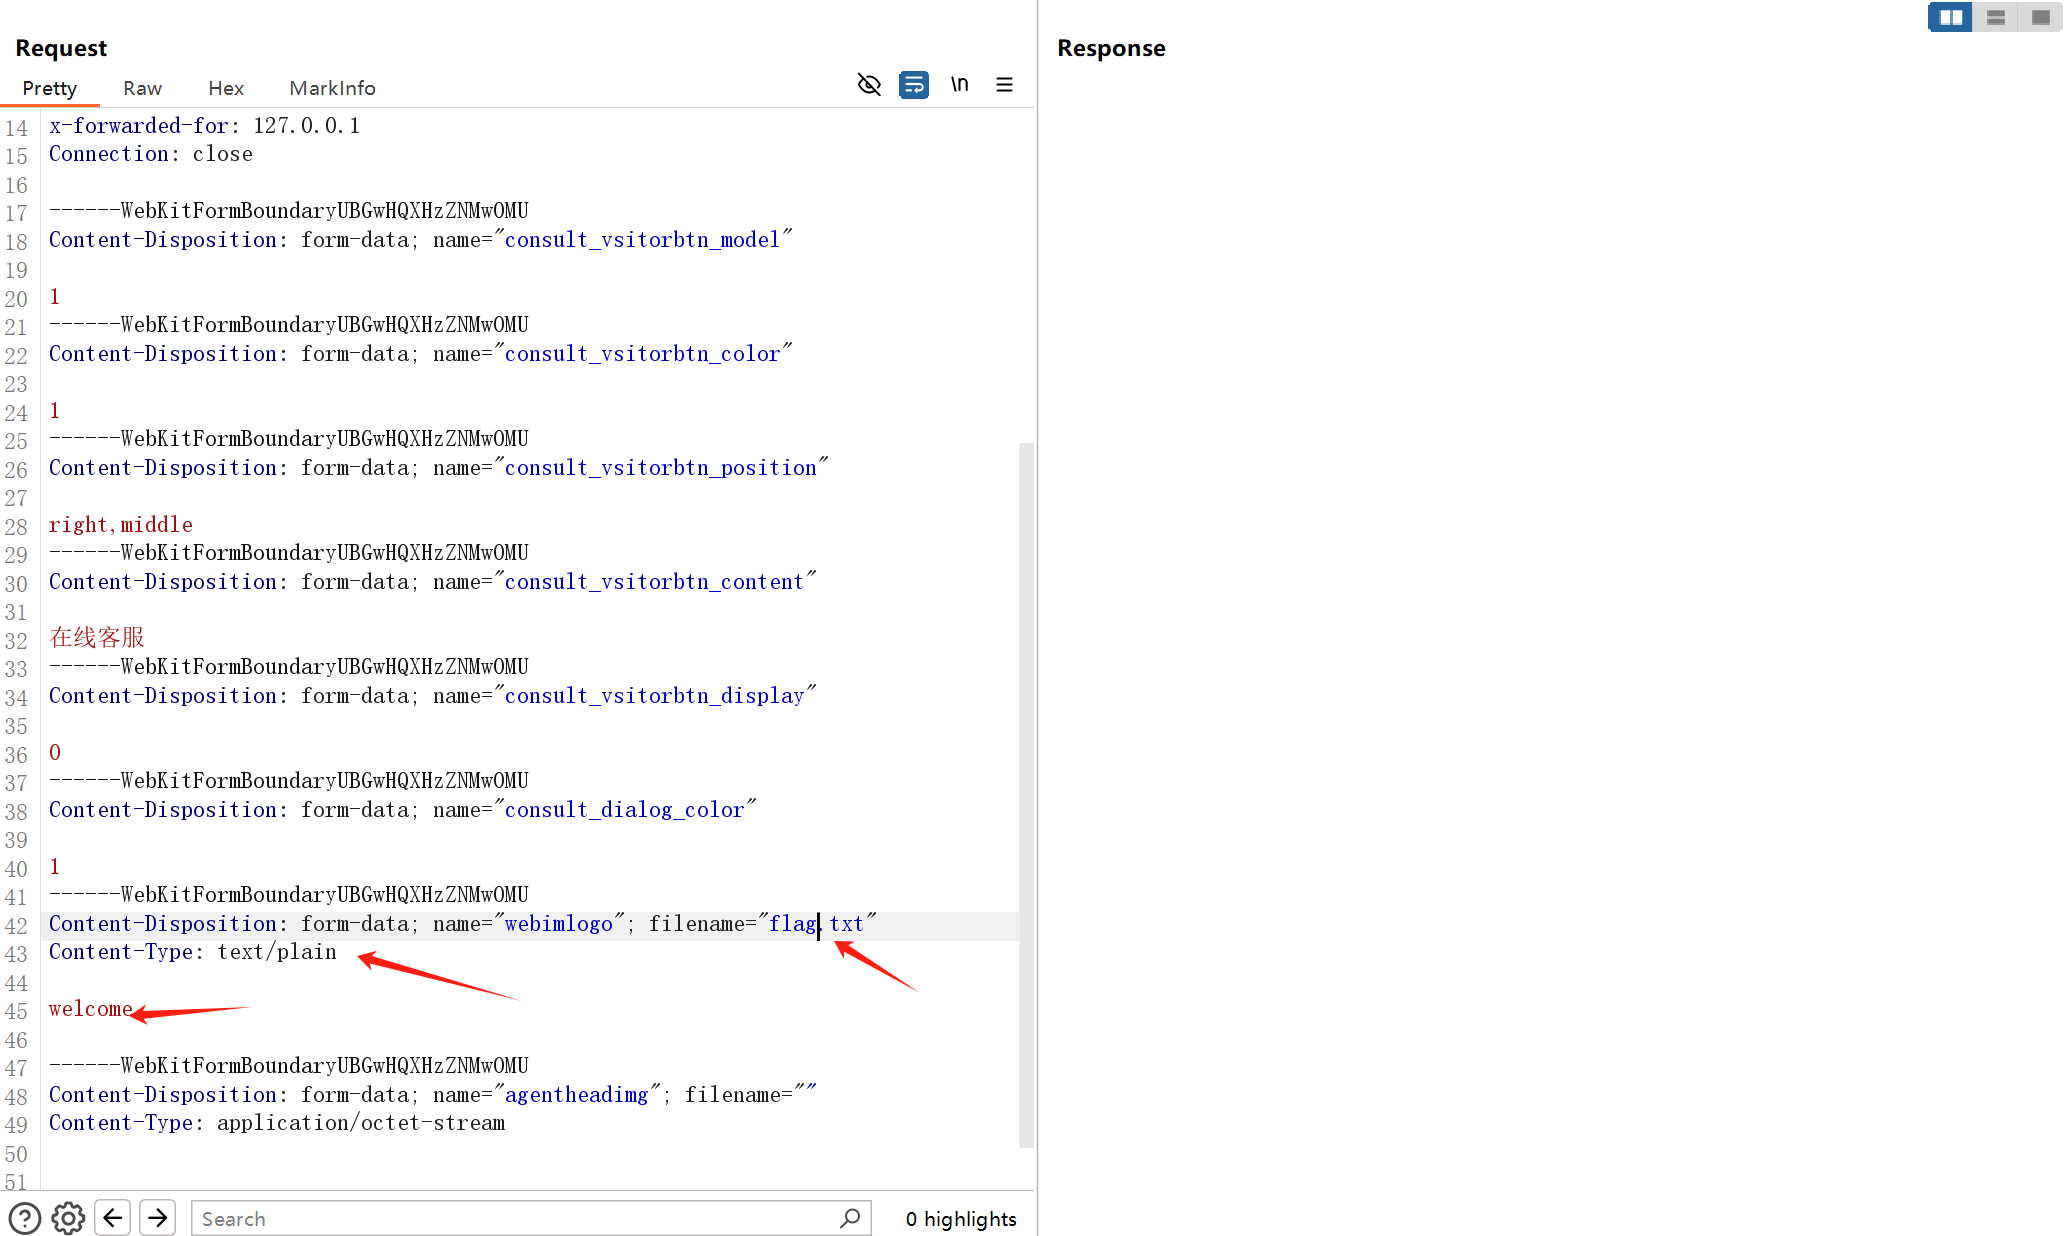 Request
Pretty Raw Hex MarkInfo
\n
14 x-forwarded-for: 127.0.0.1
15 Connection: close
16
17 ------WebKitFormBoundaryUBGwHQXHzZNMwOMU
18 Content-Disposition: form-data; name="consult_vsitorbtn_model"
19
20 1
21 ------WebKitFormBoundaryUBGwHQXHzZNMwOMU
22 Content-Disposition: form-data; name="consult_vsitorbtn_color"
23
24 1
25 ------WebKitFormBoundaryUBGwHQXHzZNMwOMU
26 Content-Disposition: form-data; name="consult_vsitorbtn_position"
27
28 right,middle
29 ------WebKitFormBoundaryUBGwHQXHzZNMwOMU
30 Content-Disposition: form-data; name="consult_vsitorbtn_content"
31
32 在线客服
33 ------WebKitFormBoundaryUBGwHQXHzZNMwOMU
34 Content-Disposition: form-data; name="consult_vsitorbtn_display"
35
36 0
37 ------WebKitFormBoundaryUBGwHQXHzZNMwOMU
38 Content-Disposition: form-data; name="consult_dialog_color"
39
40 1
41 ------WebKitFormBoundaryUBGwHQXHzZNMwOMU
42 Content-Disposition: form-data; name="webimlogo"; filename="flag.txt"
43 Content-Type: text/plain
44
45 welcome
46
47 ------WebKitFormBoundaryUBGwHQXHzZNMwOMU
48 Content-Disposition: form-data; name="agentheadimg"; filename=""
49 Content-Type: application/octet-stream
50
51
Search
0 highlights
Response